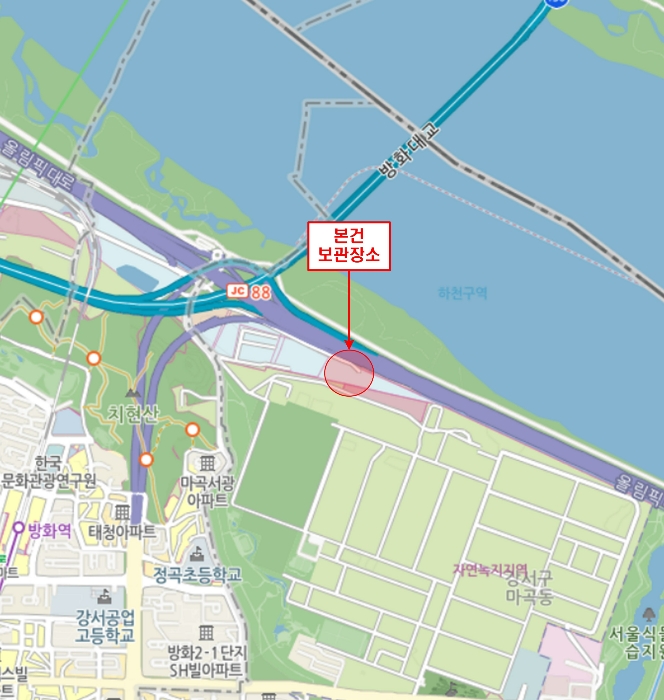 올림픽대로
방화대교
본건
보관장소
하천구역
JC 88
치현산
한국
문화관광연구원
마곡서광
아파트
방화역
태청아파트
정곡초등학교
자연녹지지역
강서구
마곡동
강서공업
고등학교
방화2-1단지
SH빌아파트
올림픽
서울식물
습지원
스빌